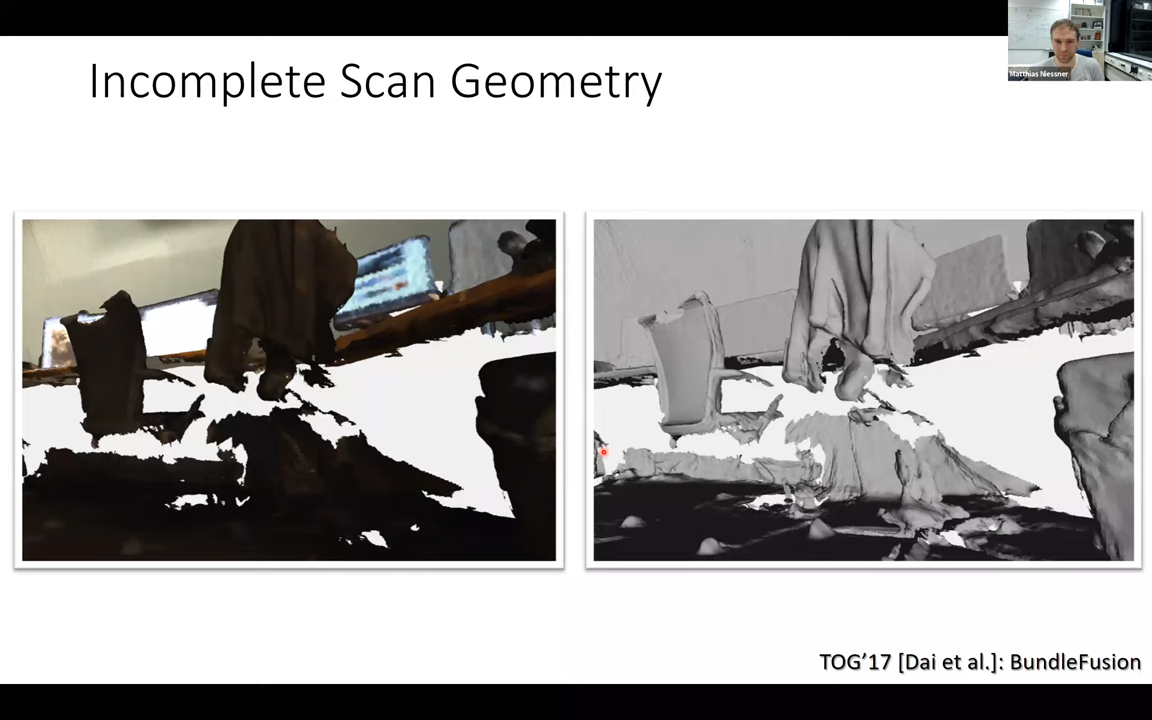 Incomplete Scan Geometry
Matthias Niessner
TOG'17 [Dai et al.]: BundleFusion